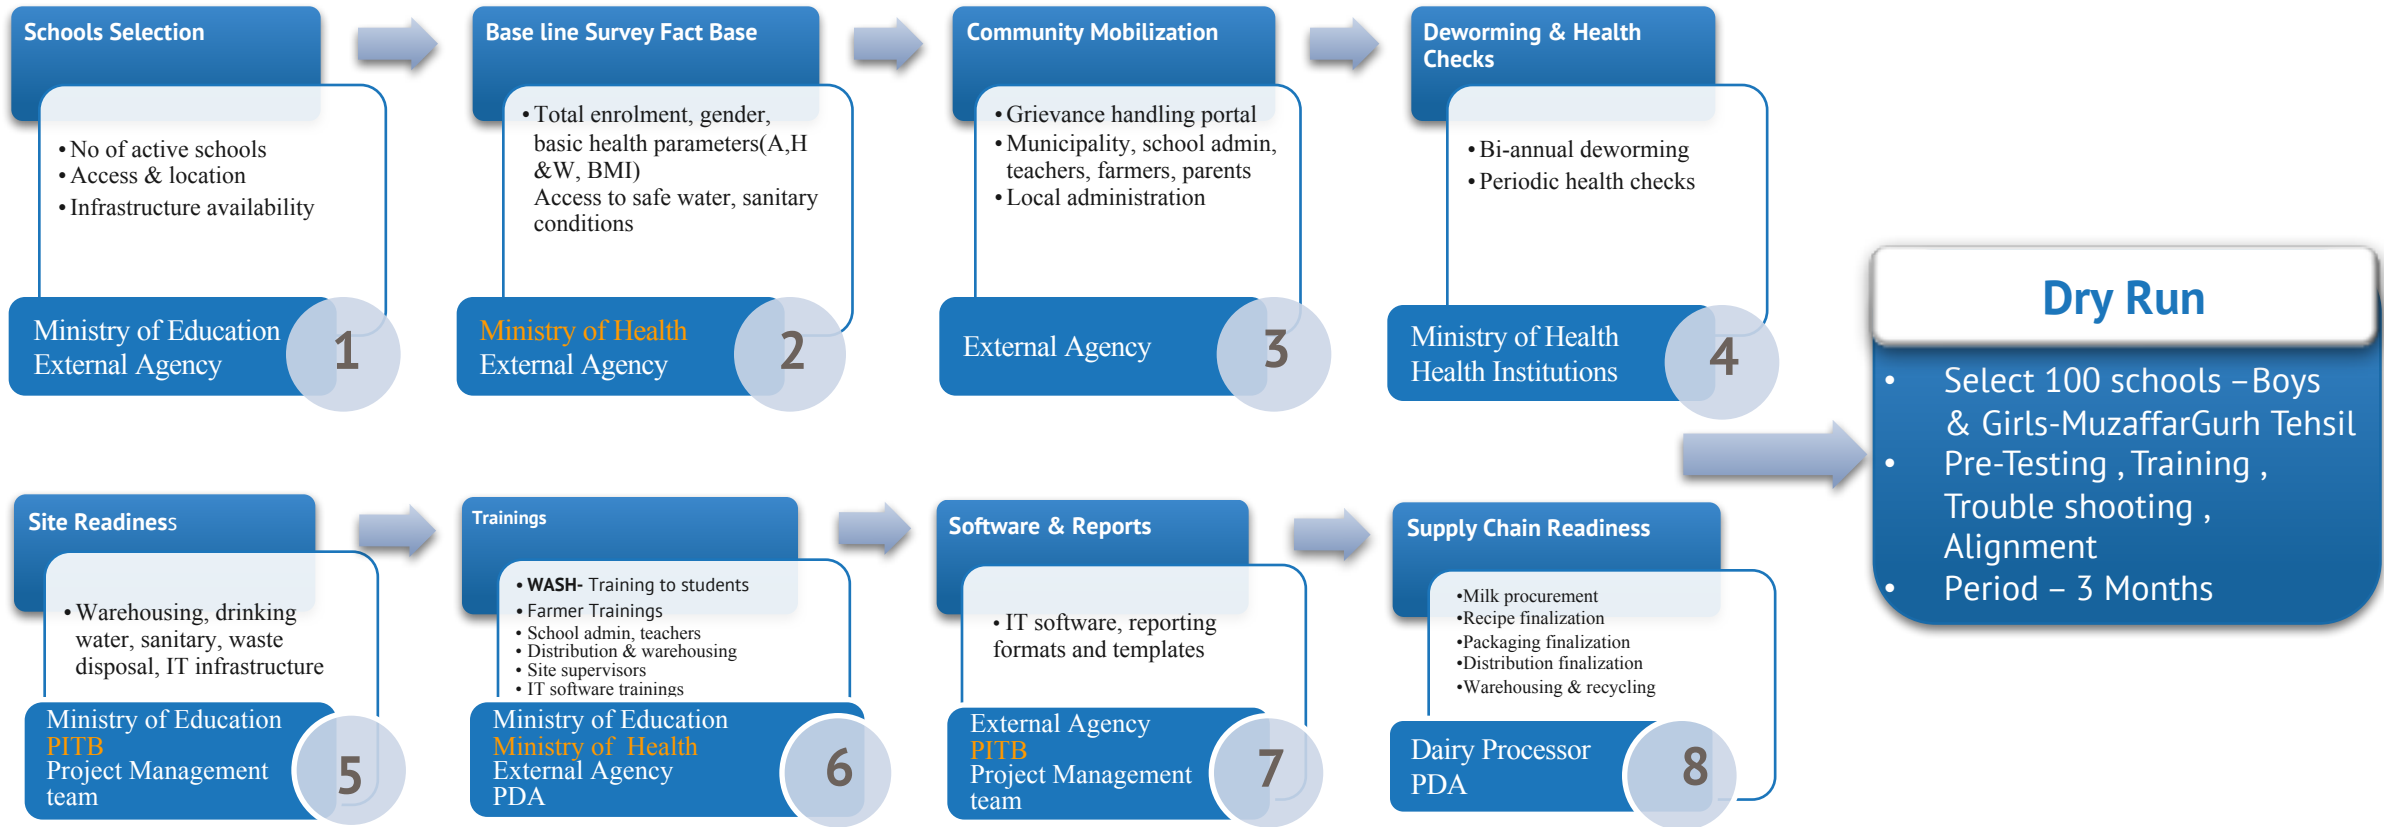 Schools Selection
• No of active schools
• Access & location
• Infrastructure availability
Ministry of Education
External Agency
1
Base line Survey Fact Base
• Total enrolment, gender,
basic health parameters(A,H
&W, BMI)
Access to safe water, sanitary
conditions
Ministry of Health
External Agency
2
Community Mobilization
• Grievance handling portal
• Municipality, school admin,
teachers, farmers, parents
• Local administration
External Agency
3
Deworming & Health
Checks
• Bi-annual deworming
• Periodic health checks
Ministry of Health
Health Institutions
4
Site Readiness
• Warehousing, drinking
water, sanitary, waste
disposal, IT infrastructure
Ministry of Education
PITB
Project Management
team
5
Trainings
• WASH- Training to students
• Farmer Trainings
• School admin, teachers
• Distribution & warehousing
• Site supervisors
• IT software trainings
Ministry of Education
Ministry of Health
External Agency
PDA
6
Software & Reports
• IT software, reporting
formats and templates
External Agency
PITB
Project Management
team
7
Supply Chain Readiness
•Milk procurement
•Recipe finalization
•Packaging finalization
•Distribution finalization
•Warehousing & recycling
Dairy Processor
PDA
8
Dry Run
• Select 100 schools –Boys
& Girls-MuzaffarGurh Tehsil
• Pre-Testing , Training ,
Trouble shooting ,
Alignment
• Period – 3 Months